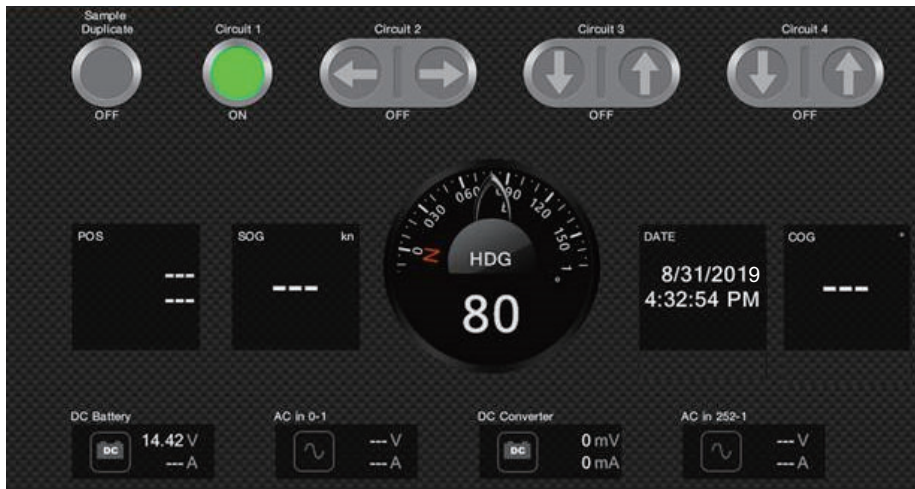 Sample
Duplicate
OFF
Circuit 1
ON
Circuit 2
OFF
Circuit 3
OFF
Circuit 4
OFF
POS
---
---
SOG kn
---
0 N 030 060 090 120 150 1
HDG °
80
DATE
8/31/2019
4:32:54 PM
COG °
---
DC Battery
DC
14.42 V
--- A
AC in 0-1
--- V
--- A
DC Converter
DC
0 mV
0 mA
AC in 252-1
--- V
--- A